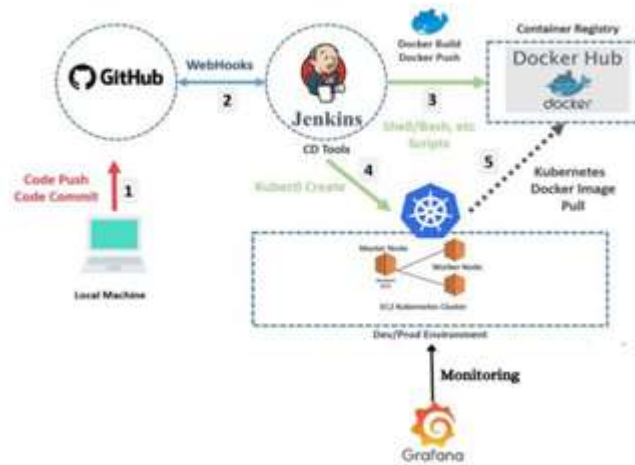 Container Registry
Docker Build
Docker Push
Docker Hub
docker
GitHub
WebHooks
2
Jenkins
3
Shell/Bash, etc
Scripts
CD Tools
Code Push
Code Commit
1
4
Kubectl Create
5
Kubernetes
Docker Image
Pull
Local Machine
Master Node
Worker Node
EC2 Kubernetes Cluster
Dev/Prod Environment
Monitoring
Grafana